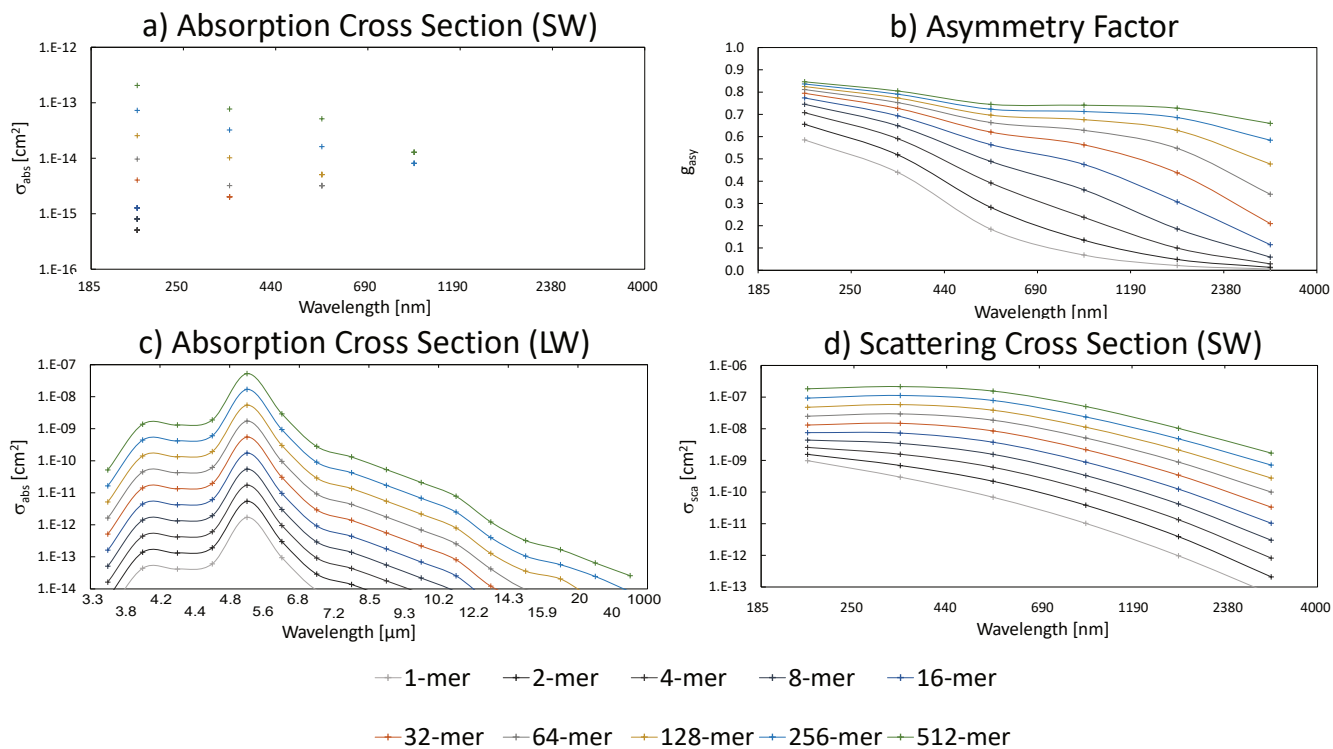 a) Absorption Cross Section (SW)
1.E-12
1.E-13
1.E-14
1.E-15
1.E-16
σabs [cm²]
185 250 440 690 1190 2380 4000
Wavelength [nm]
b) Asymmetry Factor
1.0
0.9
0.8
0.7
0.6
0.5
0.4
0.3
0.2
0.1
0.0
gasy
185 250 440 690 1190 2380 4000
Wavelength [nm]
c) Absorption Cross Section (LW)
1.E-07
1.E-08
1.E-09
1.E-10
1.E-11
1.E-12
1.E-13
1.E-14
σabs [cm²]
3.3 4.2 4.8 6.8 8.5 10.2 14.3 20 1000
3.8 4.4 5.6 7.2 9.3 12.2 15.9 40
Wavelength [µm]
d) Scattering Cross Section (SW)
1.E-06
1.E-07
1.E-08
1.E-09
1.E-10
1.E-11
1.E-12
1.E-13
σsca [cm²]
185 250 440 690 1190 2380 4000
Wavelength [nm]
1-mer 2-mer 4-mer 8-mer 16-mer
32-mer 64-mer 128-mer 256-mer 512-mer